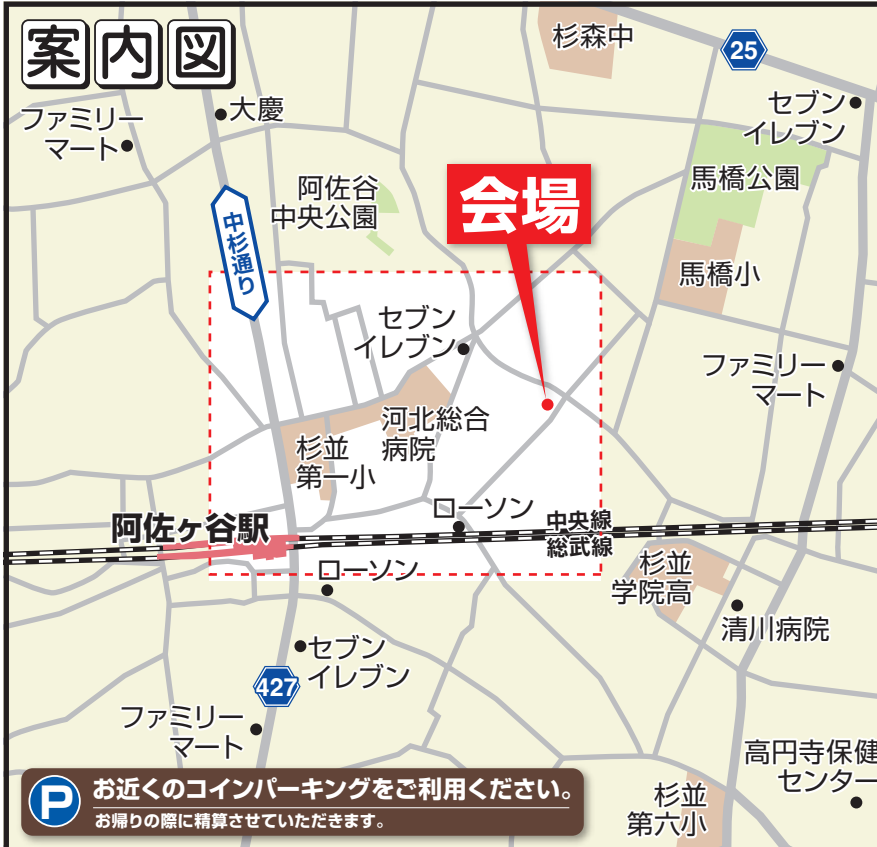 案内図
杉森中
25
ファミリー
マート
大慶
セブン
イレブン
阿佐谷
中央公園
会場
馬橋公園
中杉通り
馬橋小
セブン
イレブン
ファミリー
マート
河北総合
病院
杉並
第一小
ローソン
中央線
総武線
阿佐ヶ谷駅
ローソン
杉並
学院高
清川病院
セブン
イレブン
427
ファミリー
マート
高円寺保健
センター
P
お近くのコインパーキングをご利用ください。
お帰りの際に精算させていただきます。
杉並
第六小